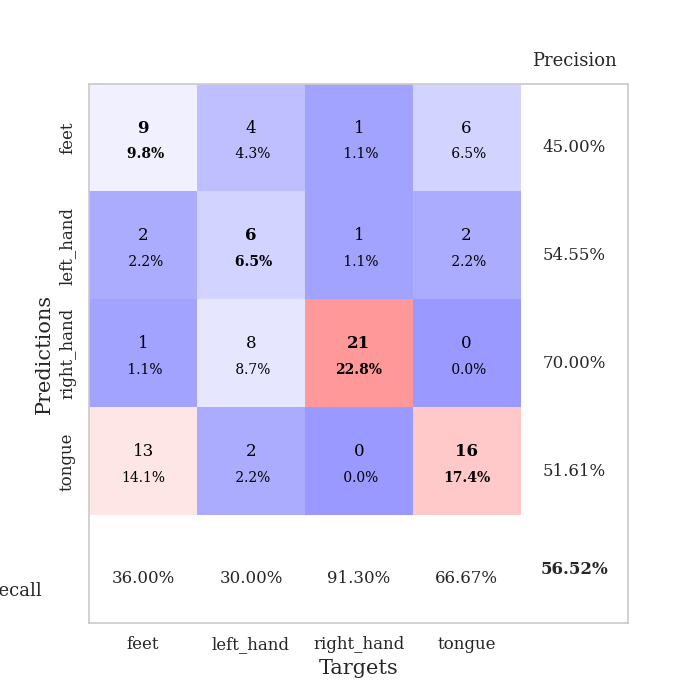 Precision
feet
9 4 1 6
9.8% 4.3% 1.1% 6.5%
45.00%
left_hand
2 6 1 2
2.2% 6.5% 1.1% 2.2%
54.55%
Predictions
right_hand
1 8 21 0
1.1% 8.7% 22.8% 0.0%
70.00%
tongue
13 2 0 16
14.1% 2.2% 0.0% 17.4%
51.61%
ecall
36.00% 30.00% 91.30% 66.67% 56.52%
feet left_hand right_hand tongue
Targets